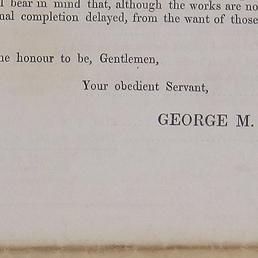 l bear in mind that, although the works are no
nal completion delayed, from the want of those
he honour to be, Gentlemen,
Your obedient Servant,
GEORGE M.